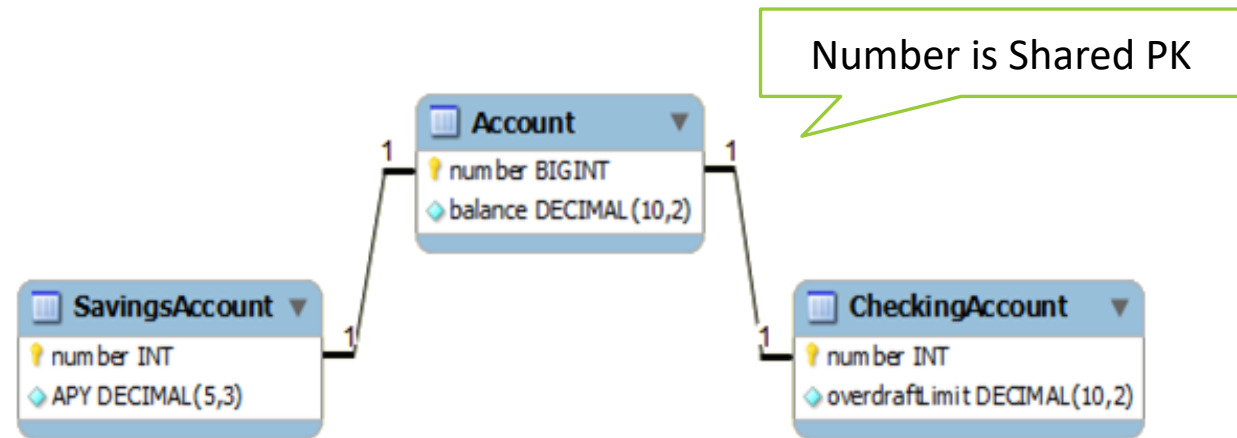 Number is Shared PK
Account
1
1
number BIGINT
balance DECIMAL(10,2)
SavingsAccount
1
number INT
APY DECIMAL(5,3)
CheckingAccount
1
number INT
overdraftLimit DECIMAL(10,2)